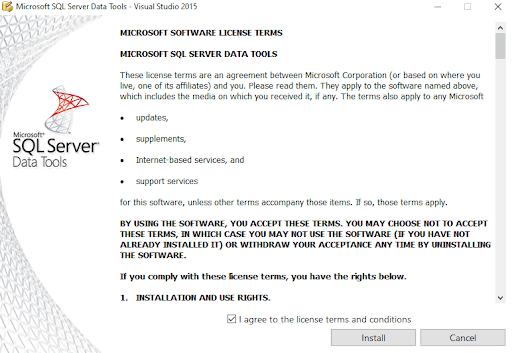 Microsoft SQL Server Data Tools - Visual Studio 2015
Microsoft®
SQL Server®
Data Tools
MICROSOFT SOFTWARE LICENSE TERMS
MICROSOFT SQL SERVER DATA TOOLS
These license terms are an agreement between Microsoft Corporation (or based on where you
live, one of its affiliates) and you. Please read them. They apply to the software named above,
which includes the media on which you received it, if any. The terms also apply to any Microsoft
• updates,
• supplements,
• Internet-based services, and
• support services
for this software, unless other terms accompany those items. If so, those terms apply.
BY USING THE SOFTWARE, YOU ACCEPT THESE TERMS. YOU MAY CHOOSE NOT TO ACCEPT
THESE TERMS, IN WHICH CASE YOU MAY NOT USE THE SOFTWARE (IF YOU HAVE NOT
ALREADY INSTALLED IT) OR WITHDRAW YOUR ACCEPTANCE ANY TIME BY UNINSTALLING
THE SOFTWARE.
If you comply with these license terms, you have the rights below.
1. INSTALLATION AND USE RIGHTS.
I agree to the license terms and conditions
Install
Cancel